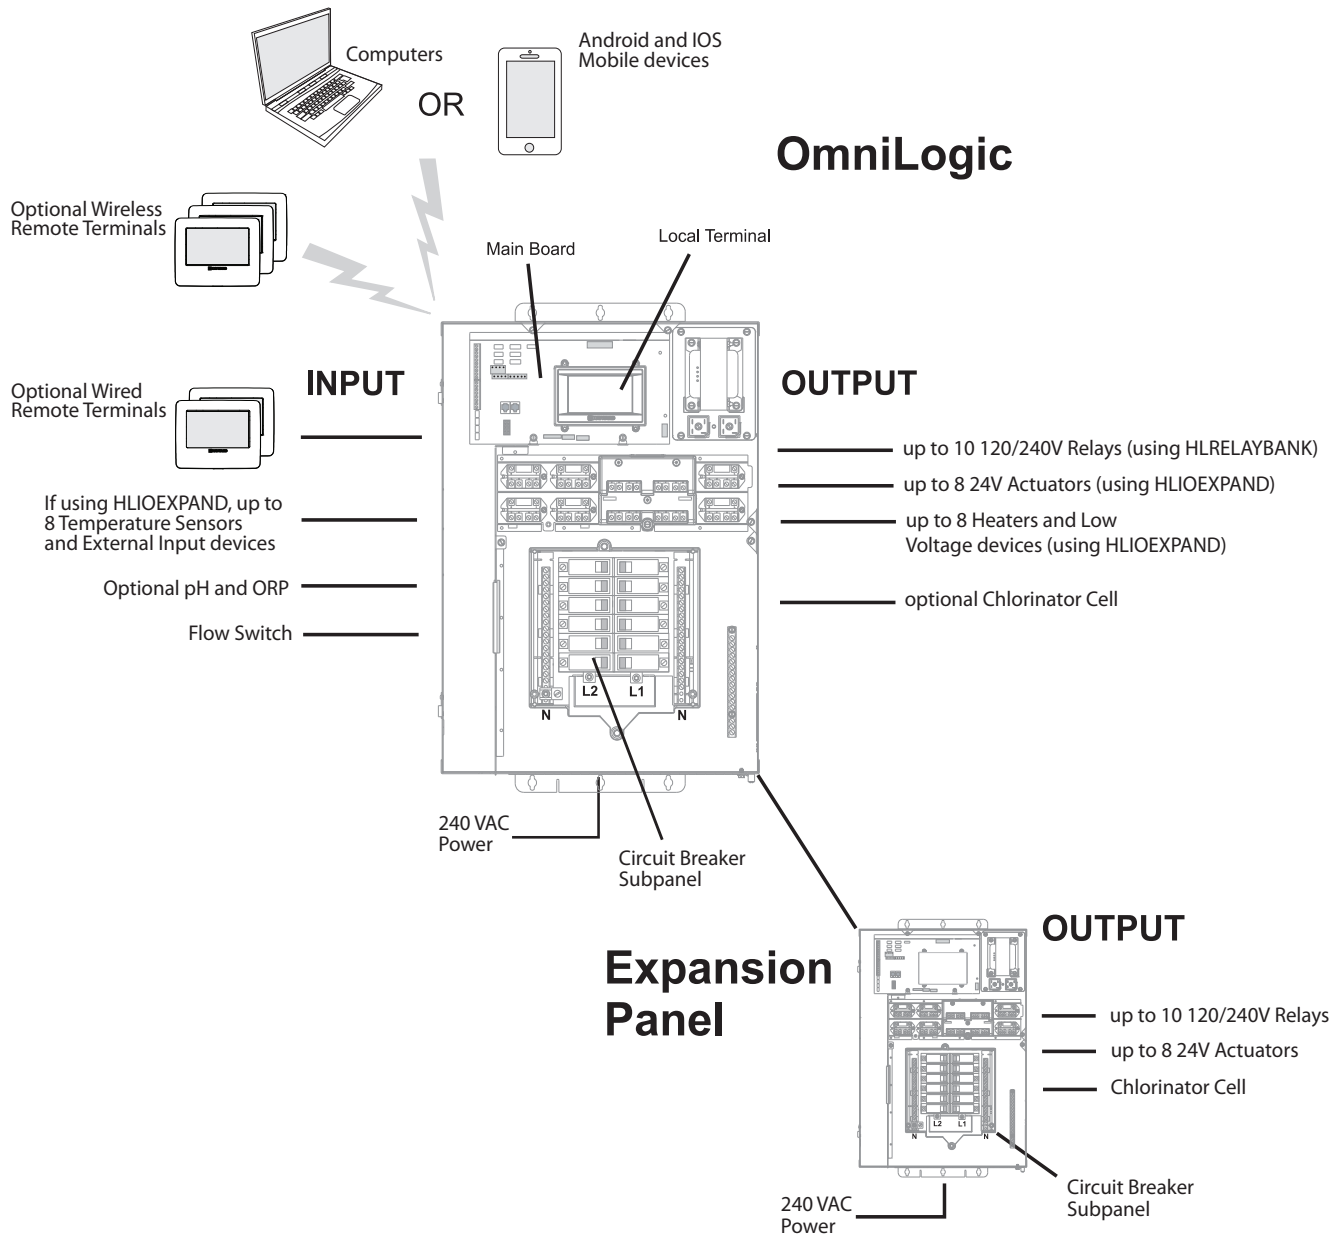 Computers
OR
Android and IOS
Mobile devices
OmniLogic
Optional Wireless
Remote Terminals
Main Board
Local Terminal
INPUT
OUTPUT
Optional Wired
Remote Terminals
up to 10 120/240V Relays (using HLRELAYBANK)
up to 8 24V Actuators (using HLIOEXPAND)
If using HLIOEXPAND, up to
8 Temperature Sensors
and External Input devices
up to 8 Heaters and Low
Voltage devices (using HLIOEXPAND)
Optional pH and ORP
optional Chlorinator Cell
Flow Switch
L2 L1
N N
240 VAC
Power
Circuit Breaker
Subpanel
Expansion
Panel
OUTPUT
up to 10 120/240V Relays
up to 8 24V Actuators
Chlorinator Cell
L2 L1
N N
Circuit Breaker
Subpanel
240 VAC
Power